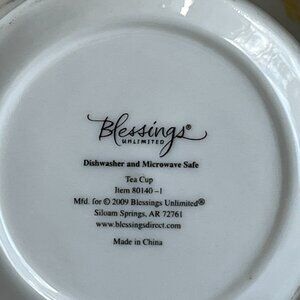 Blessings®
UNLIMITED
Dishwasher and Microwave Safe
Tea Cup
Item 80140 -1
Mfd. for © 2009 Blessings Unlimited®
Siloam Springs, AR 72761
www.blessingsdirect.com
Made in China